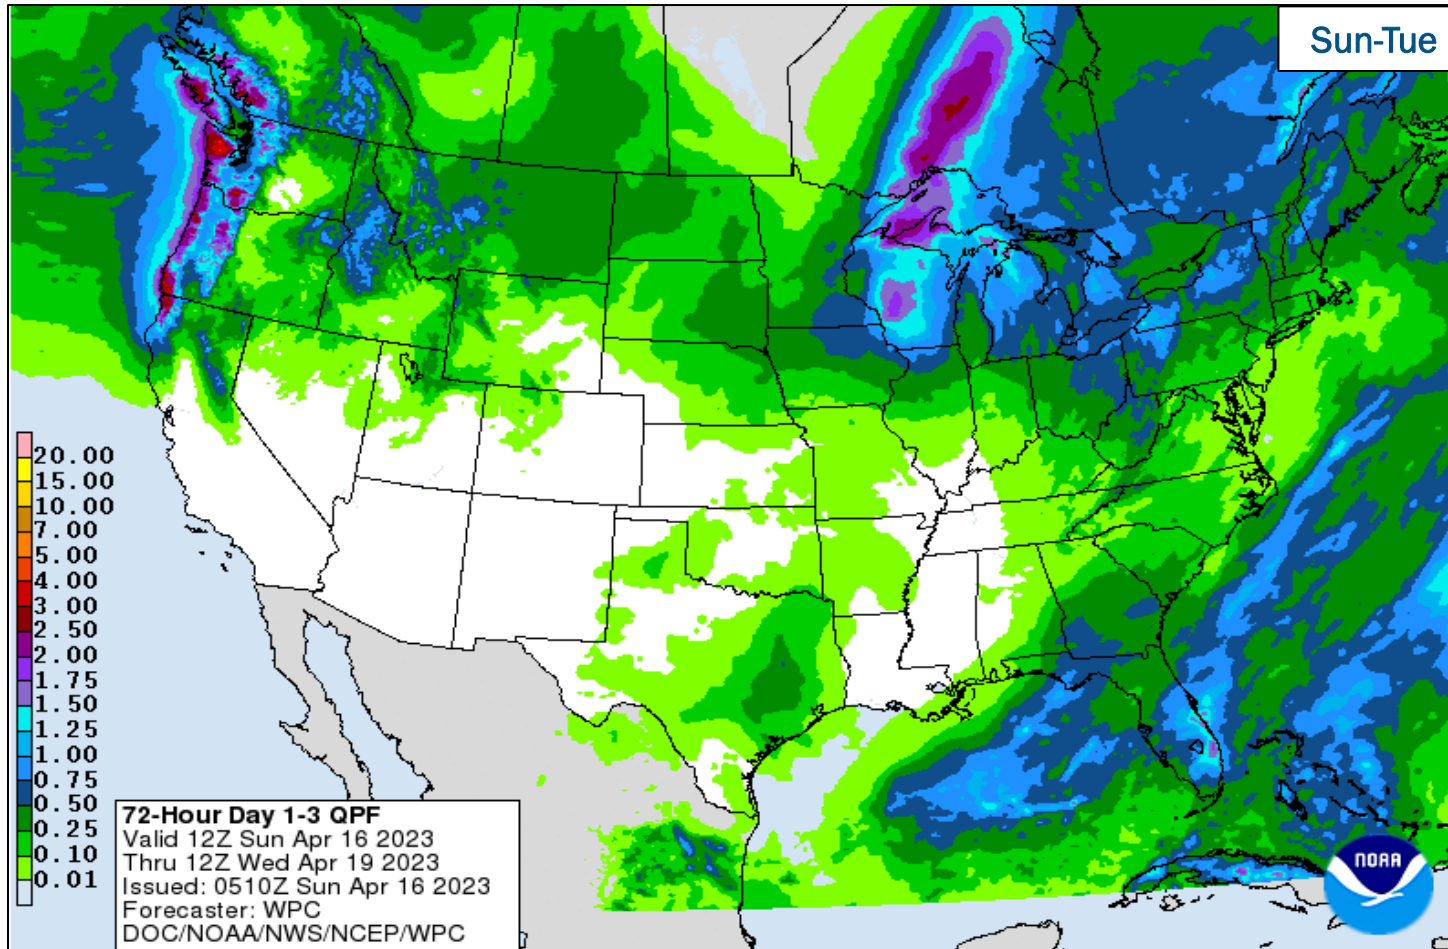 Sun-Tue
20.00
15.00
10.00
7.00
5.00
4.00
3.00
2.50
2.00
1.75
1.50
1.25
1.00
0.75
0.50
0.25
0.10
0.01
72-Hour Day 1-3 QPF
Valid 12Z Sun Apr 16 2023
Thru 12Z Wed Apr 19 2023
Issued: 0510Z Sun Apr 16 2023
Forecaster: WPC
DOC/NOAA/NWS/NCEP/WPC
NOAA